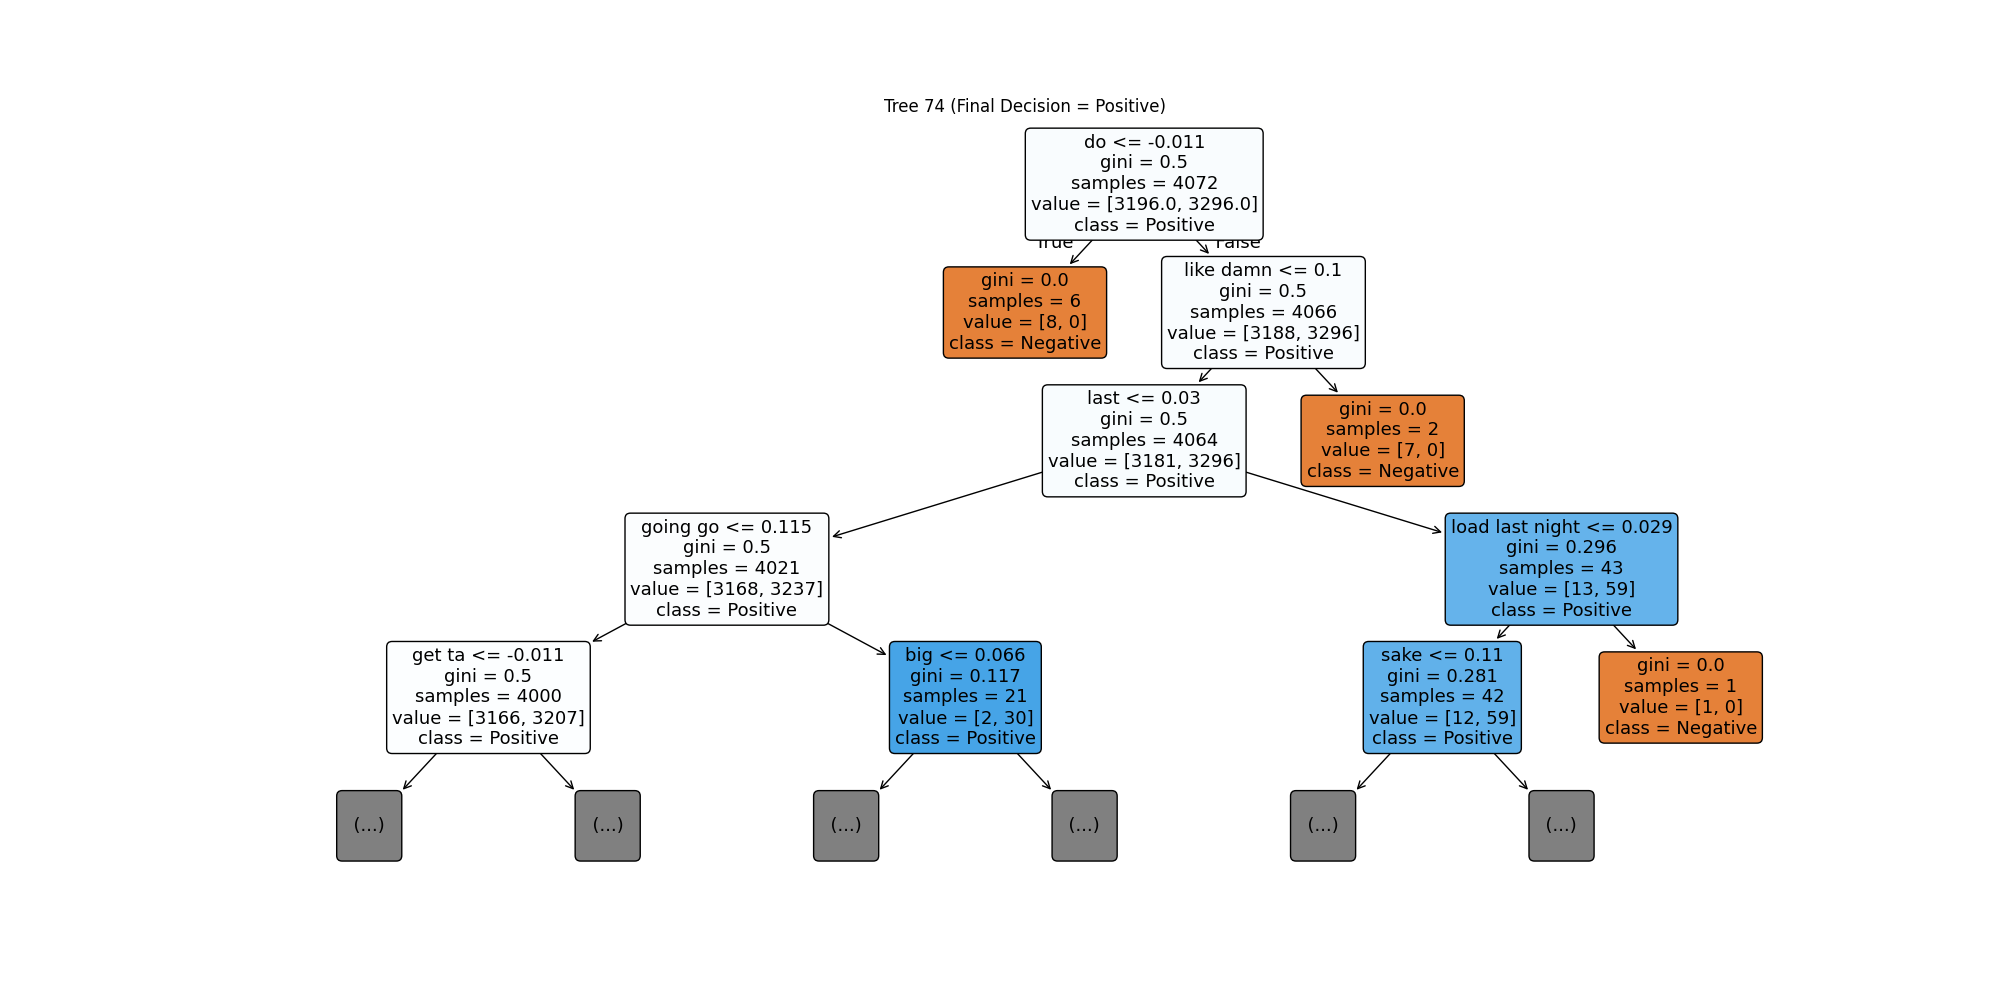 Tree 74 (Final Decision = Positive)
do <= -0.011
gini = 0.5
samples = 4072
value = [3196.0, 3296.0]
class = Positive
True
False
gini = 0.0
samples = 6
value = [8, 0]
class = Negative
like damn <= 0.1
gini = 0.5
samples = 4066
value = [3188, 3296]
class = Positive
last <= 0.03
gini = 0.5
samples = 4064
value = [3181, 3296]
class = Positive
gini = 0.0
samples = 2
value = [7, 0]
class = Negative
going go <= 0.115
gini = 0.5
samples = 4021
value = [3168, 3237]
class = Positive
load last night <= 0.029
gini = 0.296
samples = 43
value = [13, 59]
class = Positive
get ta <= -0.011
gini = 0.5
samples = 4000
value = [3166, 3207]
class = Positive
big <= 0.066
gini = 0.117
samples = 21
value = [2, 30]
class = Positive
sake <= 0.11
gini = 0.281
samples = 42
value = [12, 59]
class = Positive
gini = 0.0
samples = 1
value = [1, 0]
class = Negative
(...)
(...)
(...)
(...)
(...)
(...)